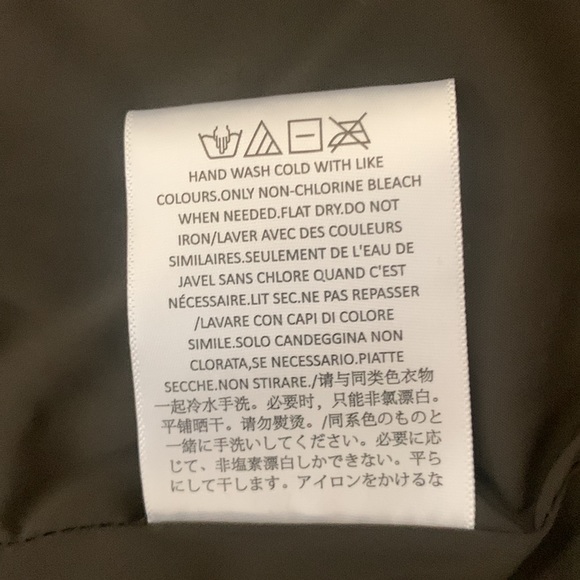 HAND WASH COLD WITH LIKE
COLOURS.ONLY NON-CHLORINE BLEACH
WHEN NEEDED.FLAT DRY.DO NOT
IRON/LAVER AVEC DES COULEURS
SIMILAIRES.SEULEMENT DE L'EAU DE
JAVEL SANS CHLORE QUAND C'EST
NÉCESSAIRE.LIT SEC.NE PAS REPASSER
/LAVARE CON CAPI DI COLORE
SIMILE.SOLO CANDEGGINA NON
CLORATA,SE NECESSARIO.PIATTE
SECCHE.NON STIRARE./请与同类色衣物
一起冷水手洗。必要时，只能非氯漂白。
平铺晒干。请勿熨烫。/同系色のものと
一緒に手洗いしてください。必要に応
じて、非塩素漂白しかできない。平ら
にして干します。アイロンをかけるな